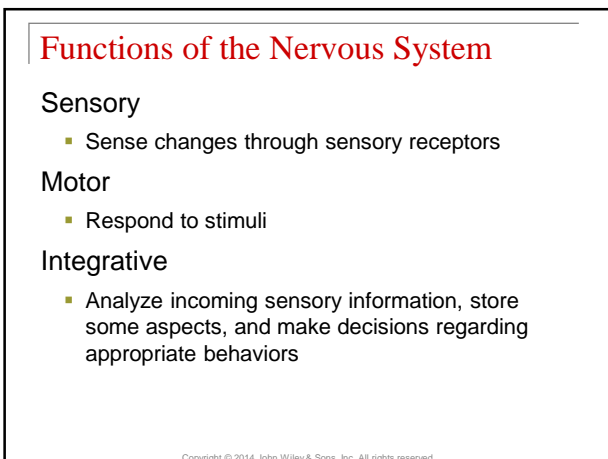 Functions of the Nervous System
Sensory
▪ Sense changes through sensory receptors
Motor
▪ Respond to stimuli
Integrative
▪ Analyze incoming sensory information, store
some aspects, and make decisions regarding
appropriate behaviors
Copyright © 2014 John Wiley & Sons, Inc. All rights reserved.